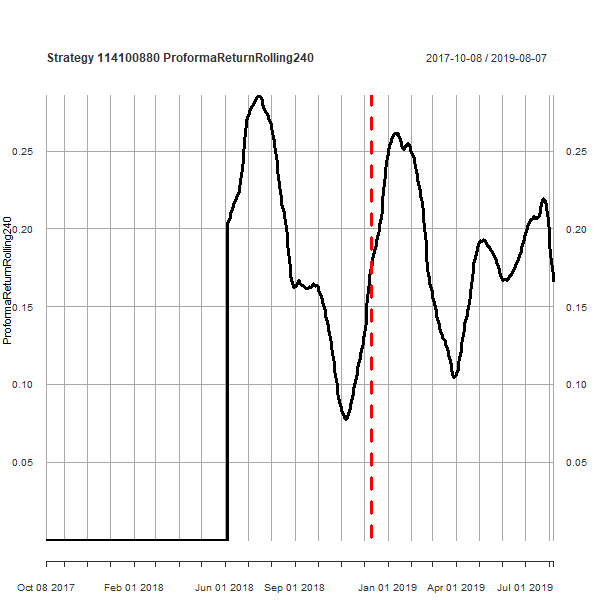 Strategy 114100880 ProformaReturnRolling240
2017-10-08 / 2019-08-07
ProformaReturnRolling240
0.25
0.25
0.20
0.20
0.15
0.15
0.10
0.10
0.05
0.05
Oct 08 2017
Feb 01 2018
Jun 01 2018
Sep 01 2018
Jan 01 2019
Apr 01 2019
Jul 01 2019